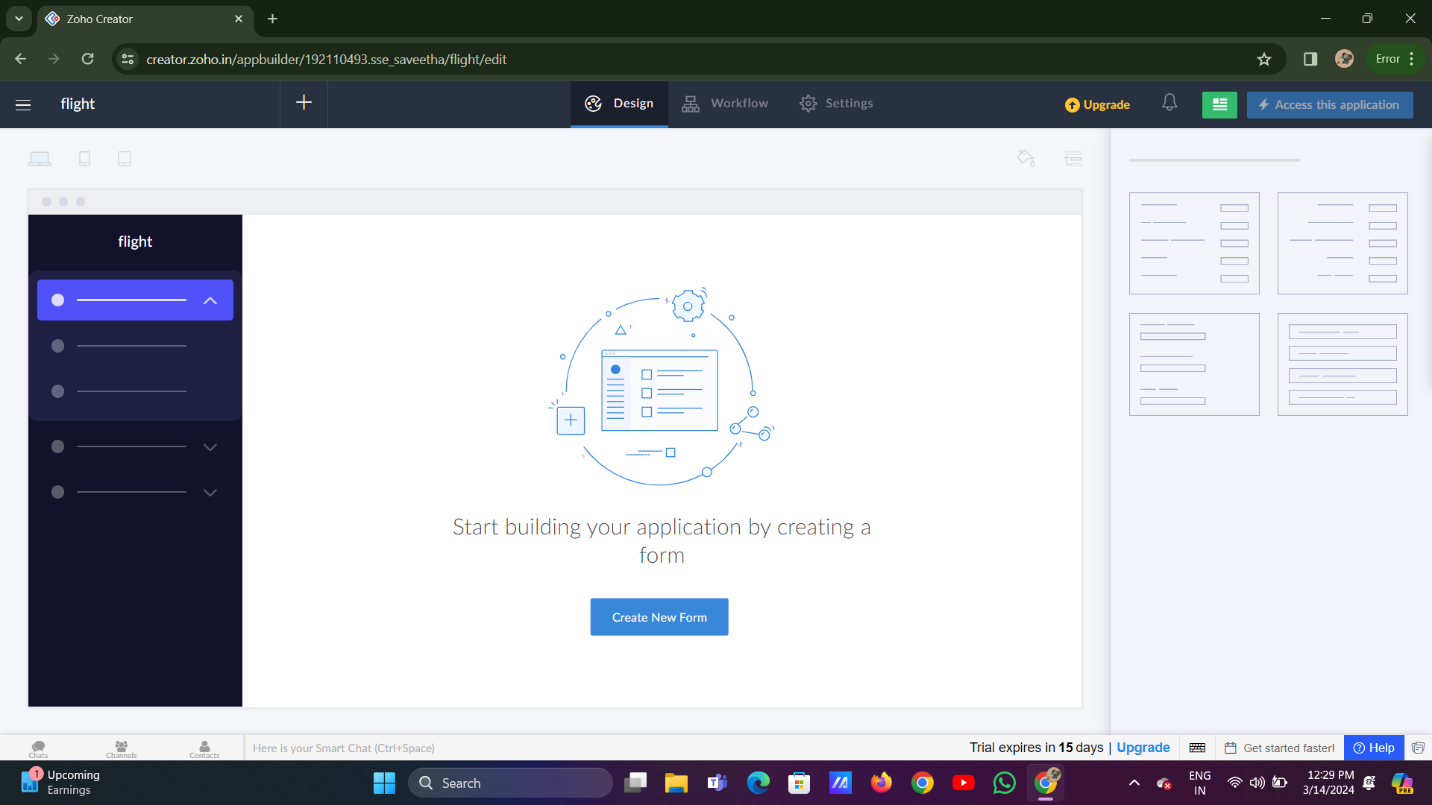 Zoho Creator
creator.zoho.in/appbuilder/192110493.sse_saveetha/flight/edit
Error
flight
Design
Workflow
Settings
Upgrade
Access this application
flight
Start building your application by creating a
form
Create New Form
Chats
Channels
Contacts
Here is your Smart Chat (Ctrl+Space)
Trial expires in 15 days | Upgrade
Get started faster!
Help
1
Upcoming
Earnings
Search
ENG
IN
12:29 PM
3/14/2024
PRE